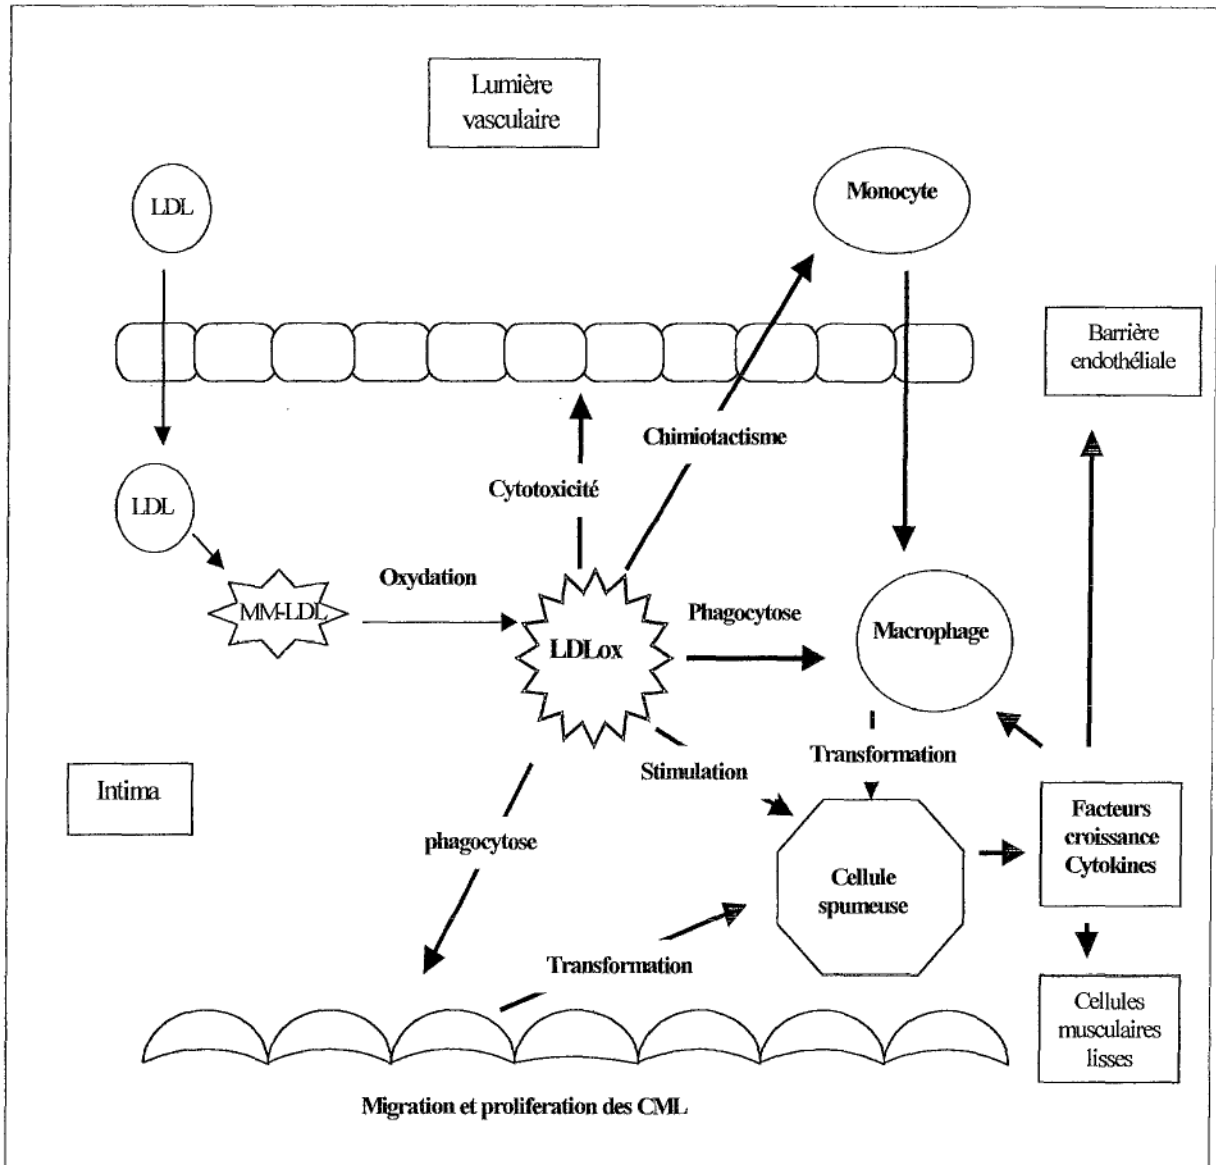 Lumière
vasculaire
LDL
Monocyte
Barrière
endothéliale
Chimiotactisme
Cytotoxicité
LDL
Oxydation
MM-LDL
Phagocytose
LDLox
Macrophage
Stimulation
Transformation
Intima
phagocytose
Facteurs
croissance
Cytokines
Cellule
spumeuse
Transformation
Cellules
musculaires
lisses
Migration et proliferation des CML